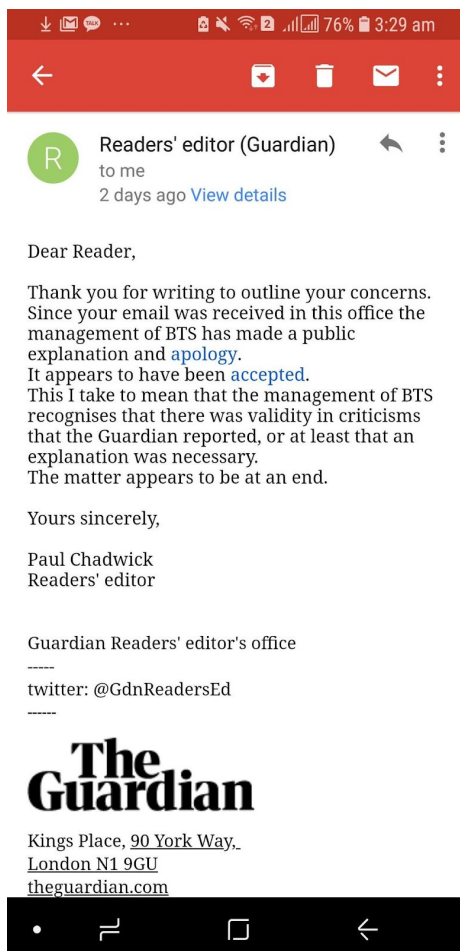 TALK ... 2 76% 3:29 am
R
Readers' editor (Guardian)
to me
2 days ago View details
Dear Reader,
Thank you for writing to outline your concerns.
Since your email was received in this office the
management of BTS has made a public
explanation and apology.
It appears to have been accepted.
This I take to mean that the management of BTS
recognises that there was validity in criticisms
that the Guardian reported, or at least that an
explanation was necessary.
The matter appears to be at an end.
Yours sincerely,
Paul Chadwick
Readers' editor
Guardian Readers' editor's office
-----
twitter: @GdnReadersEd
------
The
Guardian
Kings Place, 90 York Way,
London N1 9GU
theguardian.com